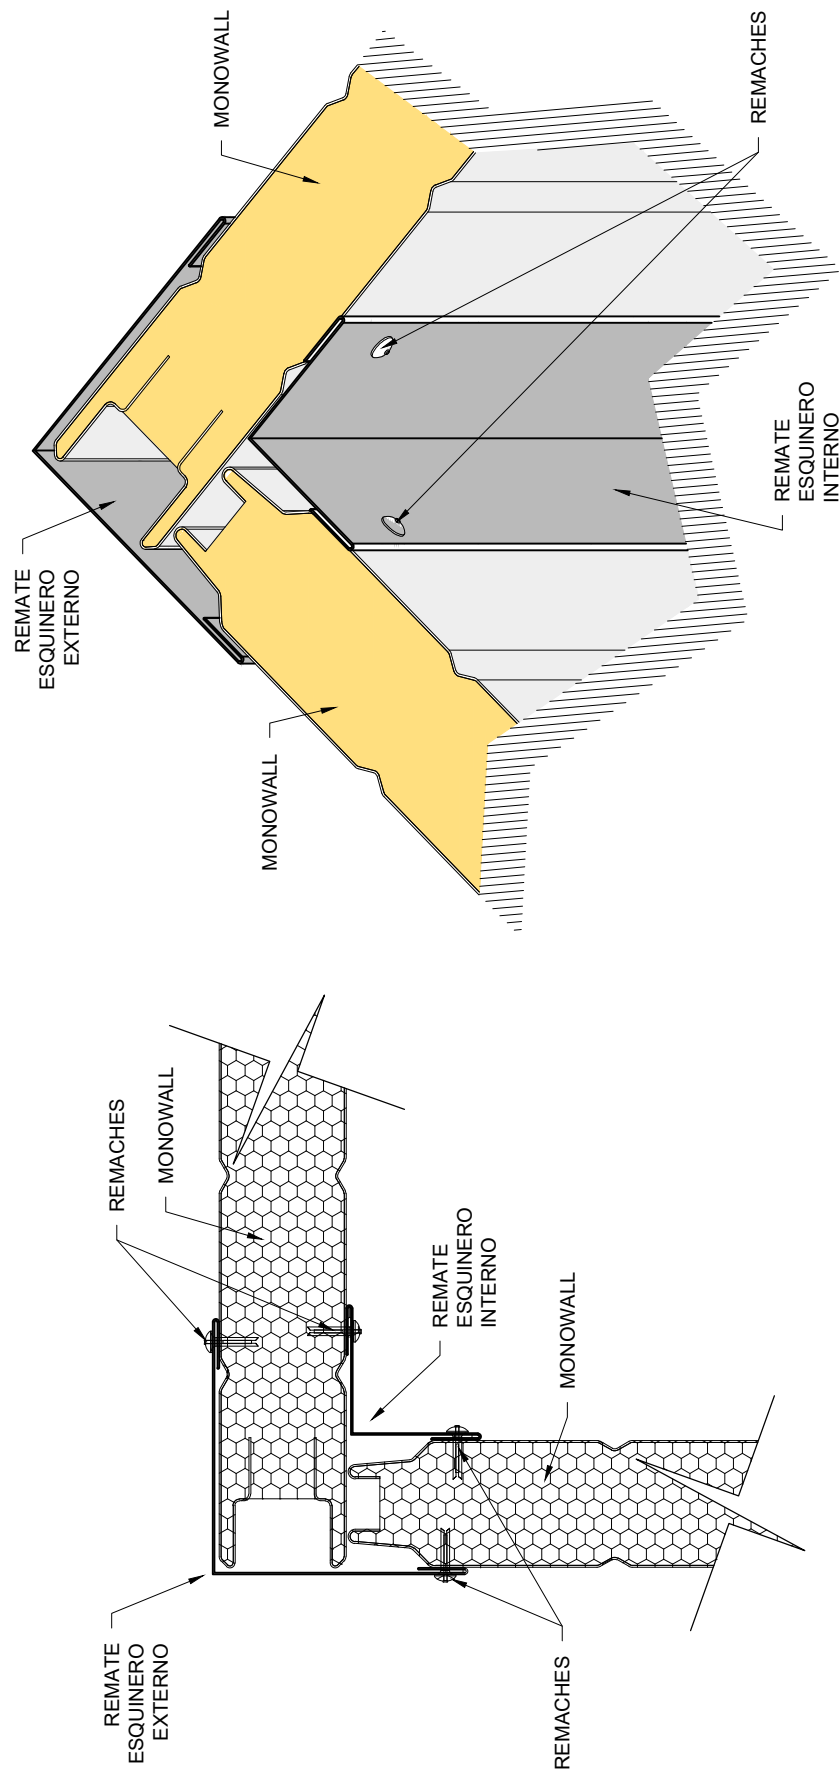 REMATE
ESQUINERO
EXTERNO
REMACHES
MONOWALL
REMATE
ESQUINERO
INTERNO
MONOWALL
REMACHES
REMATE
ESQUINERO
EXTERNO
MONOWALL
MONOWALL
REMACHES
REMATE
ESQUINERO
INTERNO